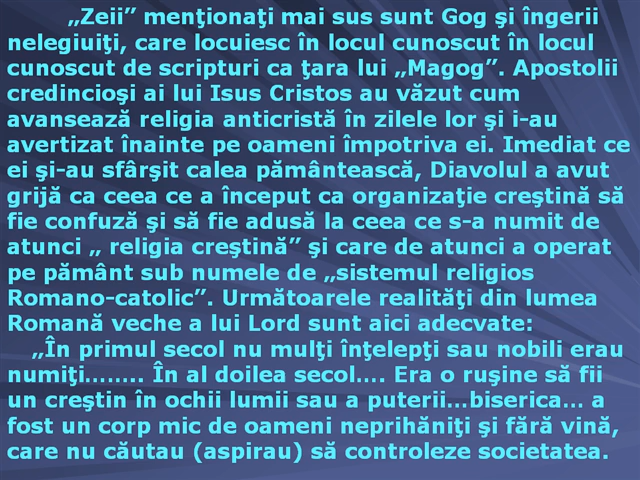 „Zeii” menţionaţi mai sus sunt Gog şi îngerii
nelegiuiţi, care locuiesc în locul cunoscut în locul
cunoscut de scripturi ca ţara lui „Magog”. Apostolii
credincioşi ai lui Isus Cristos au văzut cum
avansează religia anticristă în zilele lor şi i-au
avertizat înainte pe oameni împotriva ei. Imediat ce
ei şi-au sfârşit calea pământească, Diavolul a avut
grijă ca ceea ce a început ca organizaţie creştină să
fie confuză şi să fie adusă la ceea ce s-a numit de
atunci „ religia creştină” şi care de atunci a operat
pe pământ sub numele de „sistemul religios
Romano-catolic”. Următoarele realităţi din lumea
Romană veche a lui Lord sunt aici adecvate:
„În primul secol nu mulţi înţelepţi sau nobili erau
numiţi…….. În al doilea secol…. Era o ruşine să fii
un creştin în ochii lumii sau a puterii…biserica… a
fost un corp mic de oameni neprihăniţi şi fără vină,
care nu căutau (aspirau) să controleze societatea.